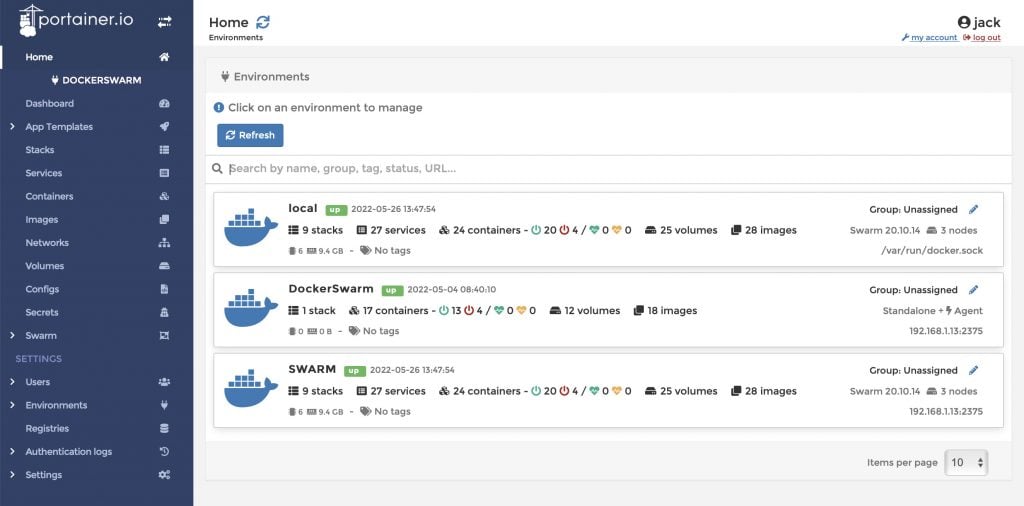 portainer.io
Home
DOCKERSWARM
Dashboard
App Templates
Stacks
Services
Containers
Images
Networks
Volumes
Configs
Secrets
Swarm
SETTINGS
Users
Environments
Registries
Authentication logs
Settings
Home
Environments
jack
my account log out
Environments
Click on an environment to manage
Refresh
Search by name, group, tag, status, URL...
local up 2022-05-26 13:47:54 Group: Unassigned
9 stacks 27 services 24 containers - 20 4 / 0 0 25 volumes 28 images Swarm 20.10.14 3 nodes
6 9.4 GB - No tags /var/run/docker.sock
DockerSwarm up 2022-05-04 08:40:10 Group: Unassigned
1 stack 17 containers - 13 4 / 0 0 12 volumes 18 images Standalone + Agent
0 0 B - No tags 192.168.1.13:2375
SWARM up 2022-05-26 13:47:54 Group: Unassigned
9 stacks 27 services 24 containers - 20 4 / 0 0 25 volumes 28 images Swarm 20.10.14 3 nodes
6 9.4 GB - No tags 192.168.1.13:2375
Items per page 10